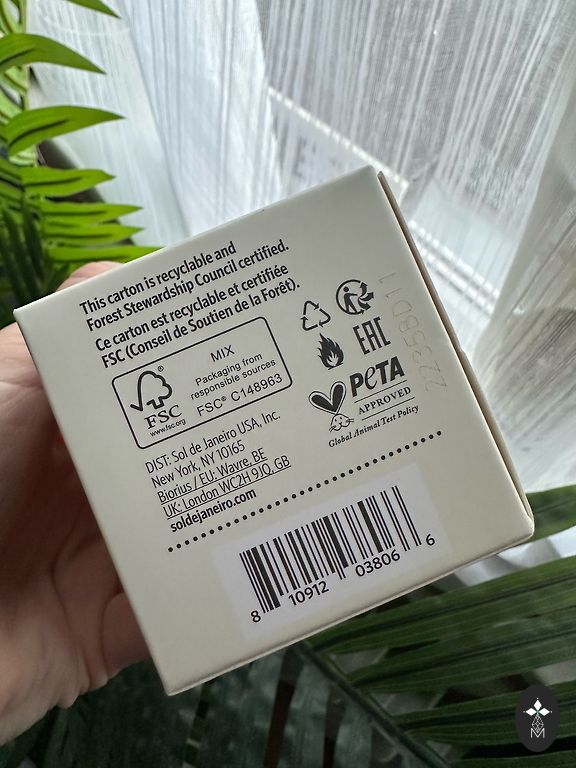 This carton is recyclable and
Forest Stewardship Council certified.
Ce carton est recyclable et certifiée
FSC (Conseil de Soutien de la Forêt).
®
FSC
www.fsc.org
MIX
Packaging from
responsible sources
FSC® C148963
EAC
PETA
APPROVED
Global Animal Test Policy
22358D11
DIST: Sol de Janeiro USA, Inc.
New York, NY 10165
Biorius / EU: Wavre, BE
UK: London WC2H 9JQ, GB
soldejaneiro.com
8 10912 03806 6
M